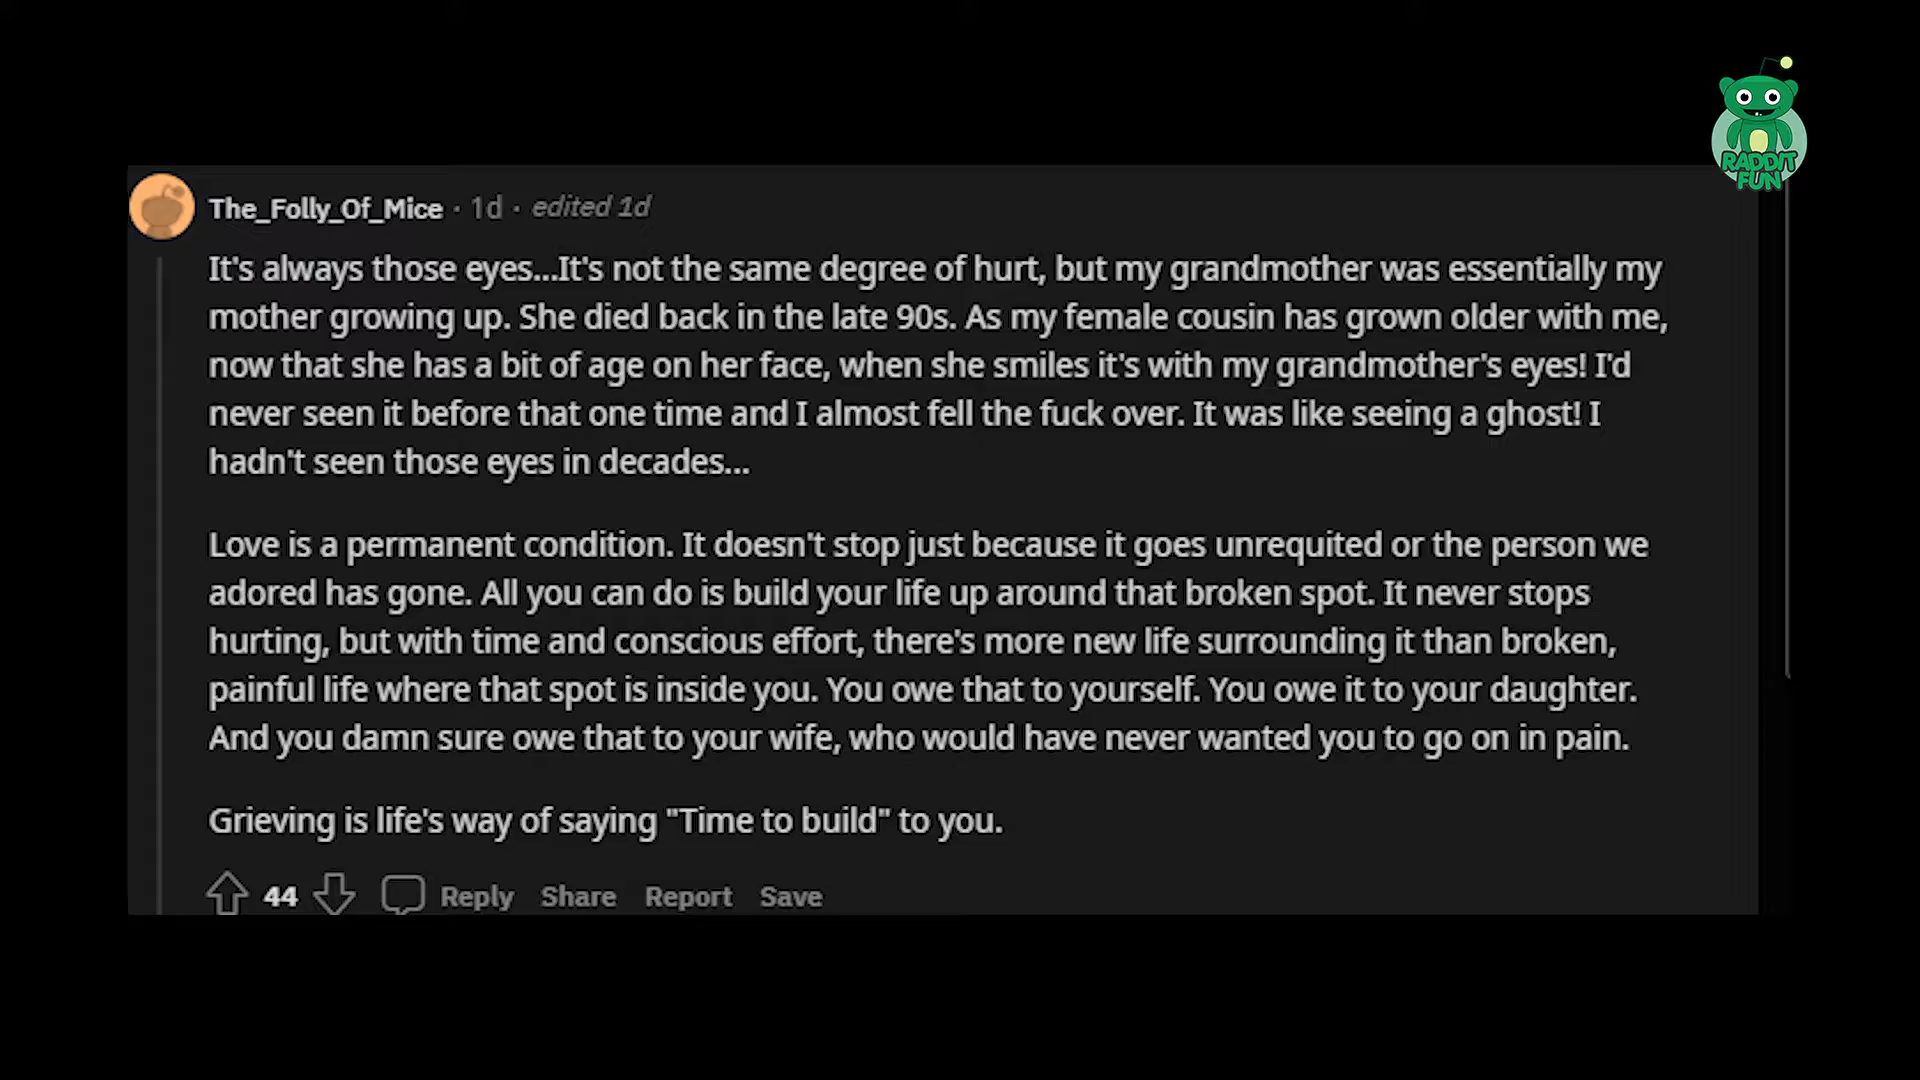 RADDIT
FUN
The_Folly_Of_Mice · 1d · edited 1d
It's always those eyes...It's not the same degree of hurt, but my grandmother was essentially my
mother growing up. She died back in the late 90s. As my female cousin has grown older with me,
now that she has a bit of age on her face, when she smiles it's with my grandmother's eyes! I'd
never seen it before that one time and I almost fell the fuck over. It was like seeing a ghost! I
hadn't seen those eyes in decades...
Love is a permanent condition. It doesn't stop just because it goes unrequited or the person we
adored has gone. All you can do is build your life up around that broken spot. It never stops
hurting, but with time and conscious effort, there's more new life surrounding it than broken,
painful life where that spot is inside you. You owe that to yourself. You owe it to your daughter.
And you damn sure owe that to your wife, who would have never wanted you to go on in pain.
Grieving is life's way of saying "Time to build" to you.
44 Reply Share Report Save